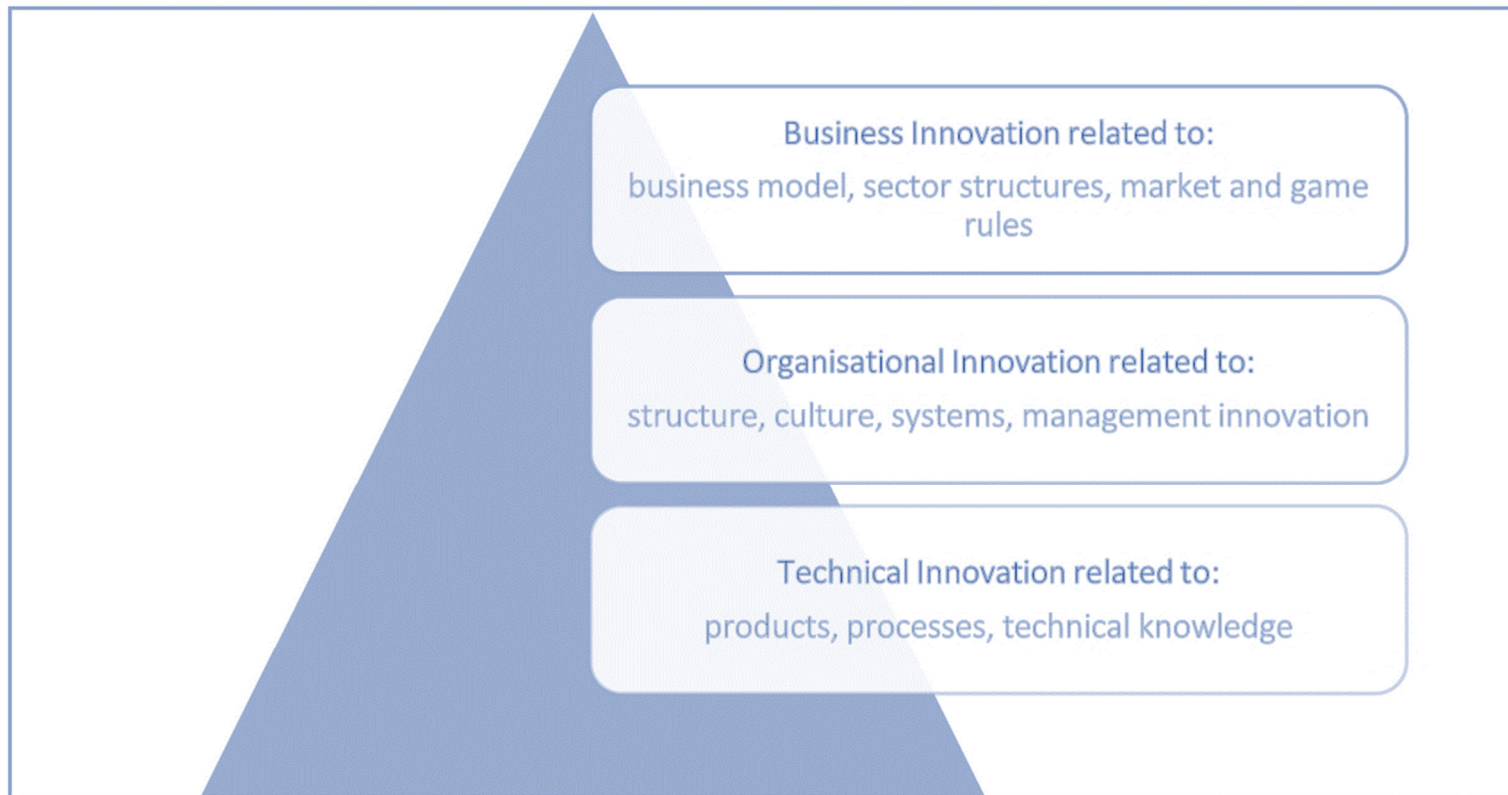 Business Innovation related to:
business model, sector structures, market and game
rules
Organisational Innovation related to:
structure, culture, systems, management innovation
Technical Innovation related to:
products, processes, technical knowledge